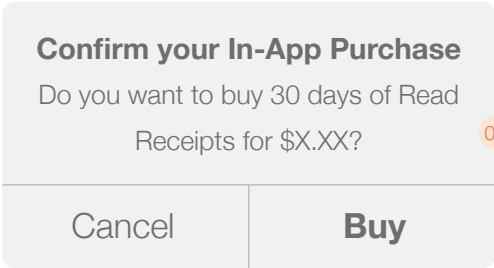 Confirm your In-App Purchase
Do you want to buy 30 days of Read
Receipts for $X.XX?
Cancel
Buy